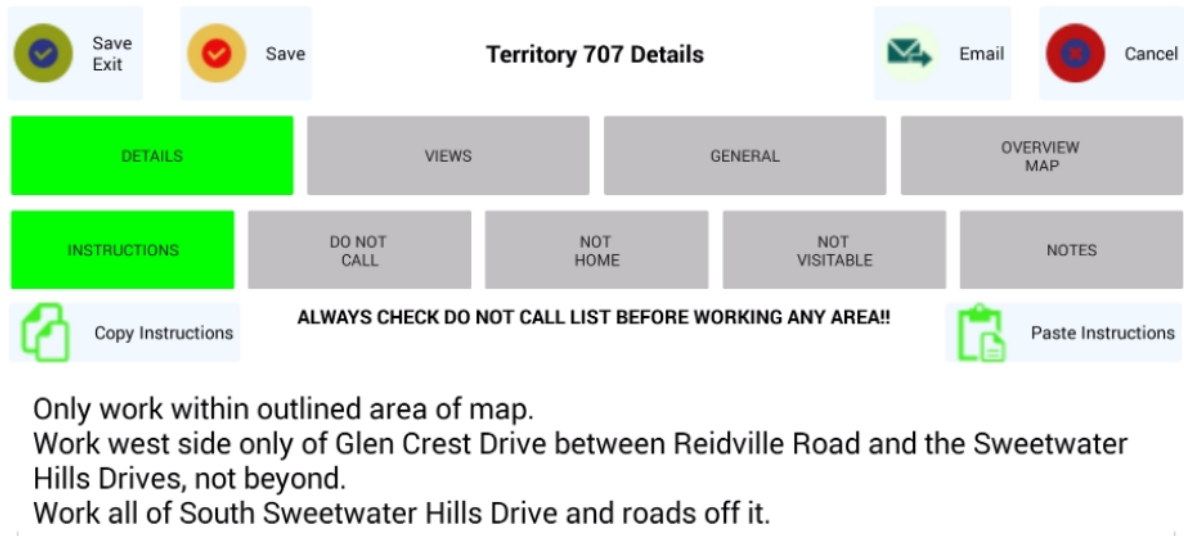 Save
Exit
Save
Territory 707 Details
Email
Cancel
DETAILS
VIEWS
GENERAL
OVERVIEW
MAP
INSTRUCTIONS
DO NOT
CALL
NOT
HOME
NOT
VISITABLE
NOTES
Copy Instructions
ALWAYS CHECK DO NOT CALL LIST BEFORE WORKING ANY AREA!!
Paste Instructions
Only work within outlined area of map.
Work west side only of Glen Crest Drive between Reidville Road and the Sweetwater
Hills Drives, not beyond.
Work all of South Sweetwater Hills Drive and roads off it.